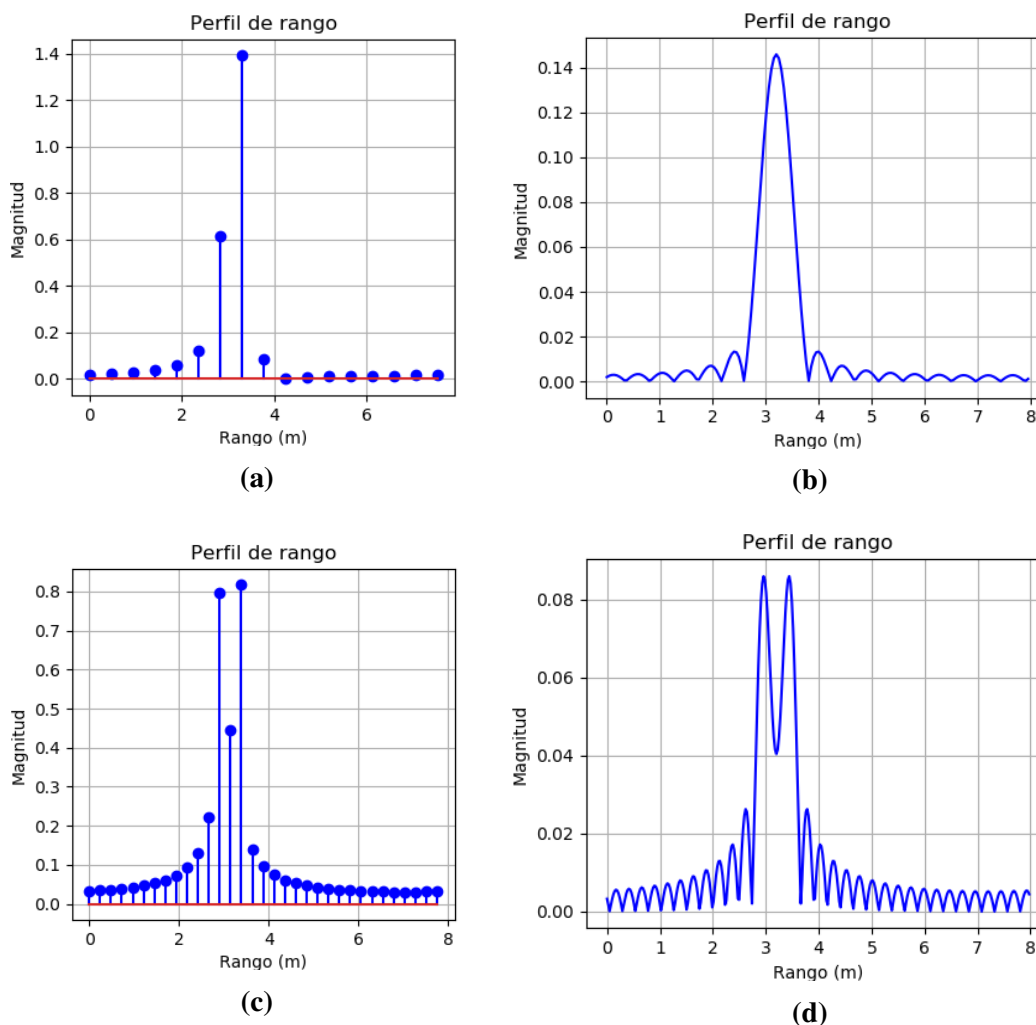 Perfil de rango
Magnitud
1.4
1.2
1.0
0.8
0.6
0.4
0.2
0.0
0 2 4 6
Rango (m)
(a)
Perfil de rango
Magnitud
0.14
0.12
0.10
0.08
0.06
0.04
0.02
0.00
0 1 2 3 4 5 6 7 8
Rango (m)
(b)
Perfil de rango
Magnitud
0.8
0.7
0.6
0.5
0.4
0.3
0.2
0.1
0.0
0 2 4 6 8
Rango (m)
(c)
Perfil de rango
Magnitud
0.08
0.06
0.04
0.02
0.00
0 1 2 3 4 5 6 7 8
Rango (m)
(d)